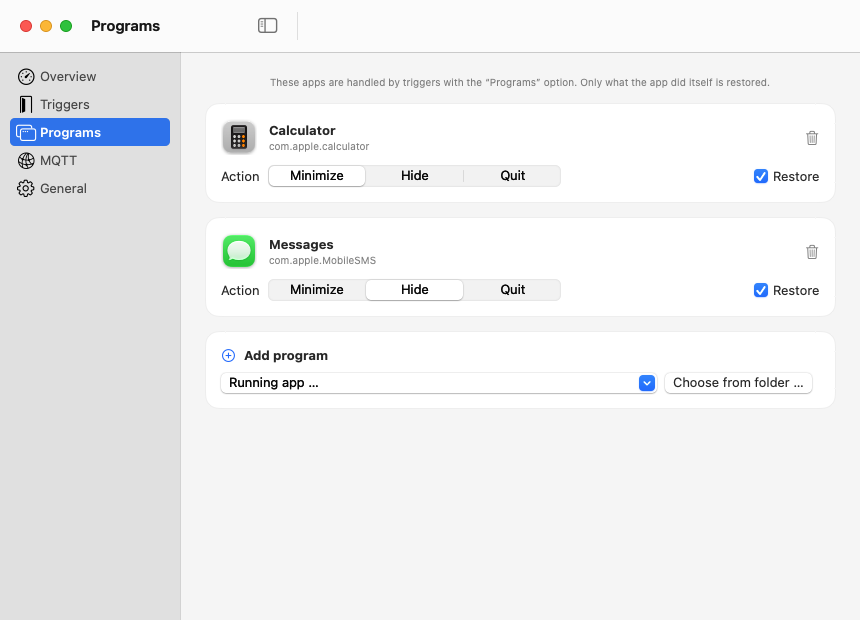 Programs
Overview
Triggers
Programs
MQTT
General
These apps are handled by triggers with the “Programs” option. Only what the app did itself is restored.
Calculator
com.apple.calculator
Action Minimize Hide Quit Restore
Messages
com.apple.MobileSMS
Action Minimize Hide Quit Restore
Add program
Running app ... Choose from folder ...